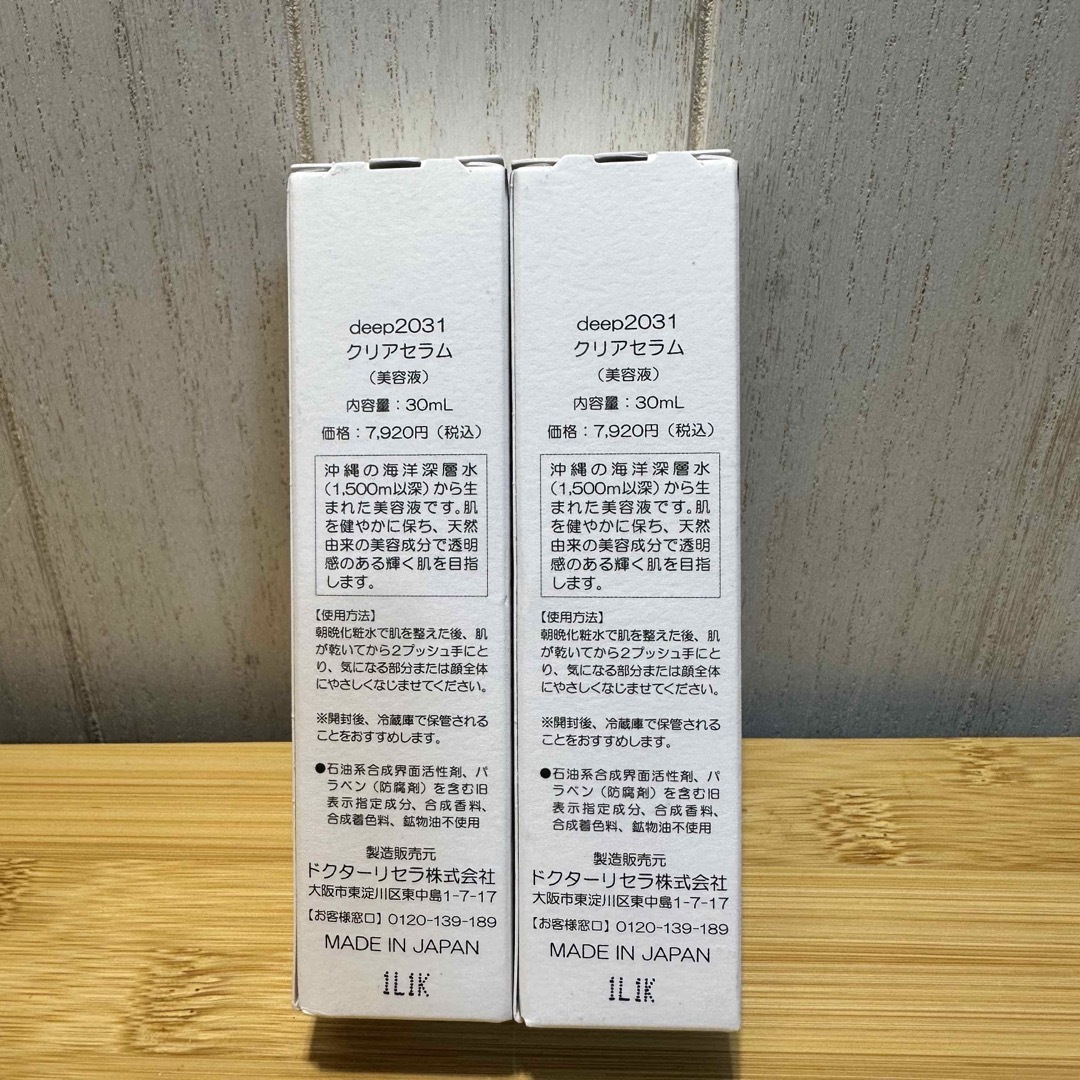 deep2031
クリアセラム
（美容液）
内容量：30mL
価格：7,920円（税込）
沖縄の海洋深層水
（1,500m以深）から生
まれた美容液です。肌
を健やかに保ち、天然
由来の美容成分で透明
感のある輝く肌を目指
します。
【使用方法】
朝晩化粧水で肌を整えた後、肌
が乾いてから2プッシュ手にと
り、気になる部分または顔全体
にやさしくなじませてください。
※開封後、冷蔵庫で保管される
ことをおすすめします。
●石油系合成界面活性剤、パ
ラベン（防腐剤）を含む旧
表示指定成分、合成香料、
合成着色料、鉱物油不使用
製造販売元
ドクターリセラ株式会社
大阪市東淀川区東中島1-7-17
【お客様窓口】0120-139-189
MADE IN JAPAN
1L1K
deep2031
クリアセラム
（美容液）
内容量：30mL
価格：7,920円（税込）
沖縄の海洋深層水
（1,500m以深）から生
まれた美容液です。肌
を健やかに保ち、天然
由来の美容成分で透明
感のある輝く肌を目指
します。
【使用方法】
朝晩化粧水で肌を整えた後、肌
が乾いてから2プッシュ手にと
り、気になる部分または顔全体
にやさしくなじませてください。
※開封後、冷蔵庫で保管される
ことをおすすめします。
●石油系合成界面活性剤、パ
ラベン（防腐剤）を含む旧
表示指定成分、合成香料、
合成着色料、鉱物油不使用
製造販売元
ドクターリセラ株式会社
大阪市東淀川区東中島1-7-17
【お客様窓口】0120-139-189
MADE IN JAPAN
1L1K